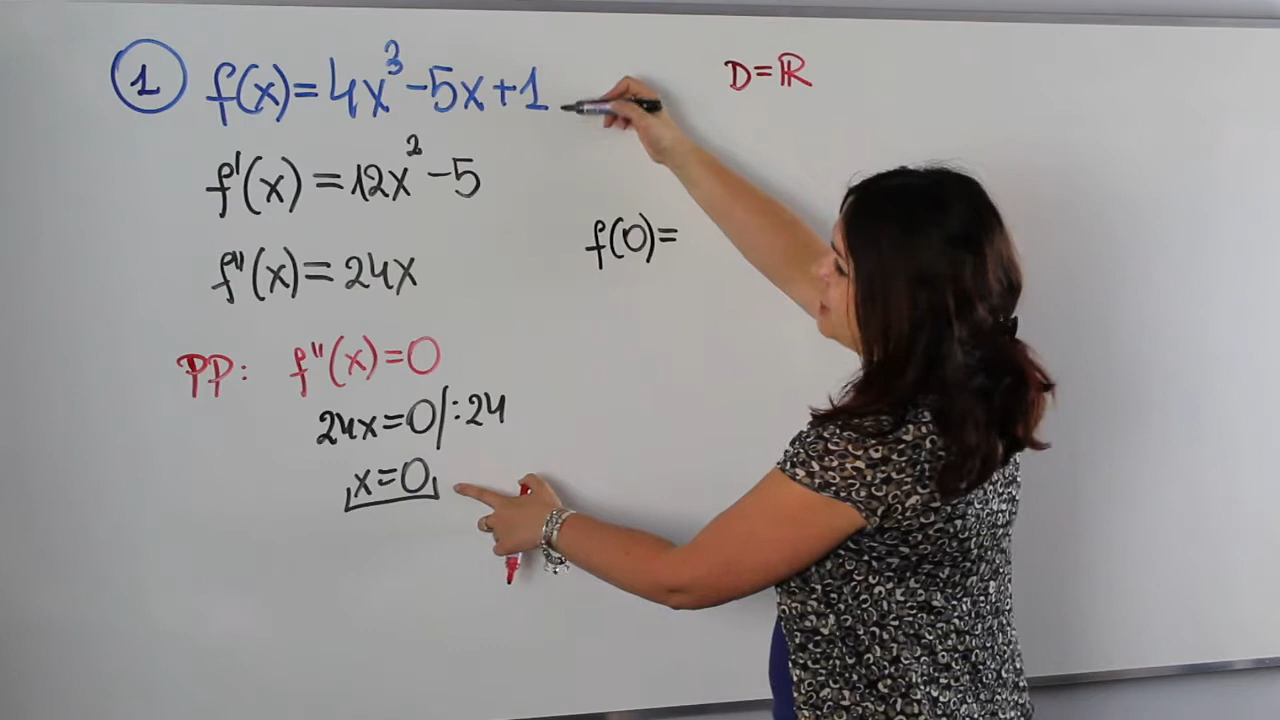 1 f(x)=4x³-5x+1
D=ℝ
f'(x)=12x²-5
f''(x)=24x
f(0)=
PP: f''(x)=0
24x=0/:24
x=0